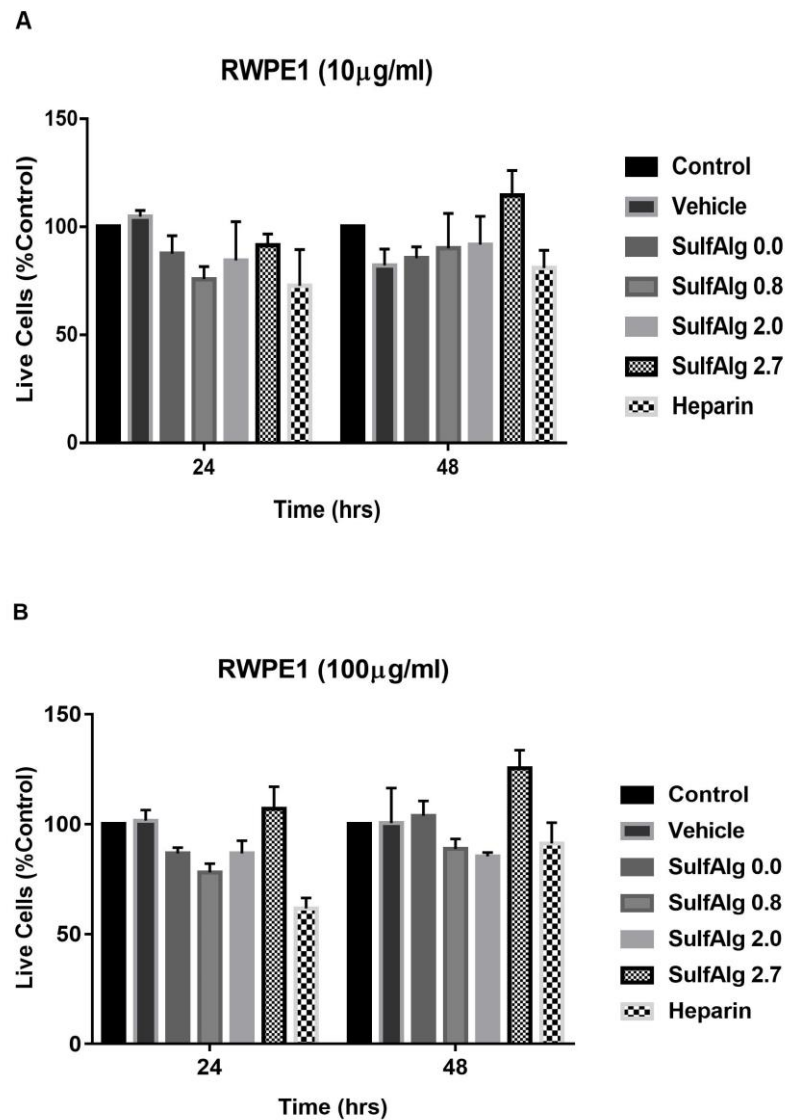 A
RWPE1 (10μg/ml)
150
100
50
0
Live Cells (%Control)
24
48
Time (hrs)
Control
Vehicle
SulfAlg 0.0
SulfAlg 0.8
SulfAlg 2.0
SulfAlg 2.7
Heparin
B
RWPE1 (100μg/ml)
150
100
50
0
Live Cells (%Control)
24
48
Time (hrs)
Control
Vehicle
SulfAlg 0.0
SulfAlg 0.8
SulfAlg 2.0
SulfAlg 2.7
Heparin